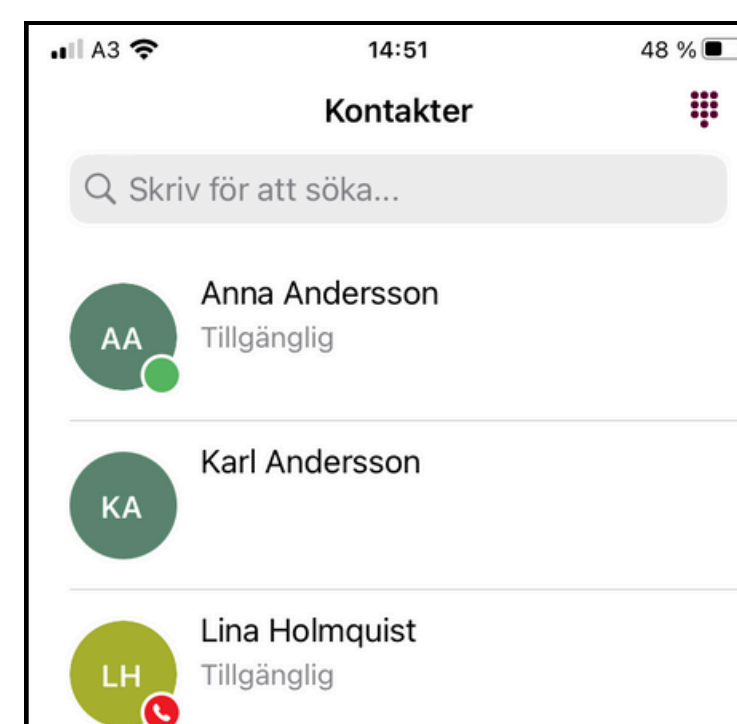 A3 14:51 48 %
Kontakter
Skriv för att söka...
Anna Andersson
AA
Tillgänglig
Karl Andersson
KA
Lina Holmquist
LH
Tillgänglig